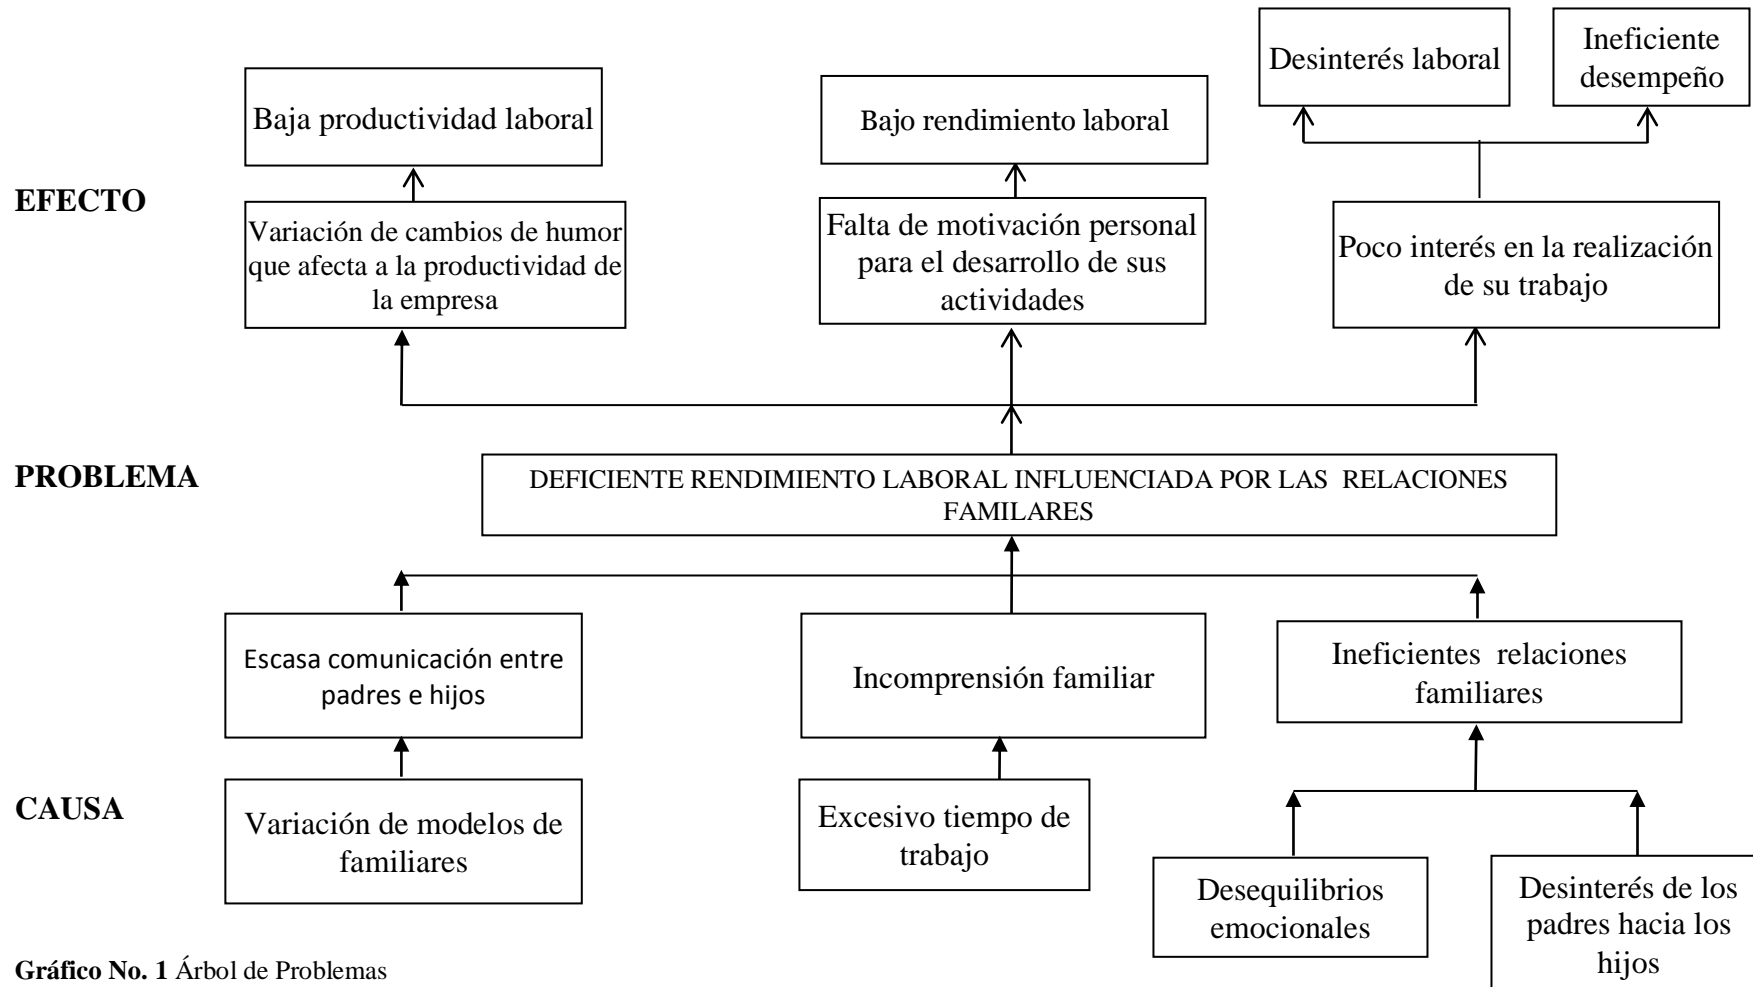 Desinterés laboral
Ineficiente
desempeño
Baja productividad laboral
Bajo rendimiento laboral
EFECTO
Variación de cambios de humor
que afecta a la productividad de
la empresa
Falta de motivación personal
para el desarrollo de sus
actividades
Poco interés en la realización
de su trabajo
PROBLEMA
DEFICIENTE RENDIMIENTO LABORAL INFLUENCIADA POR LAS RELACIONES
FAMILARES
Escasa comunicación entre
padres e hijos
Incomprensión familiar
Ineficientes relaciones
familiares
CAUSA
Variación de modelos de
familiares
Excesivo tiempo de
trabajo
Desequilibrios
emocionales
Desinterés de los
padres hacia los
hijos
Gráfico No. 1 Árbol de Problemas